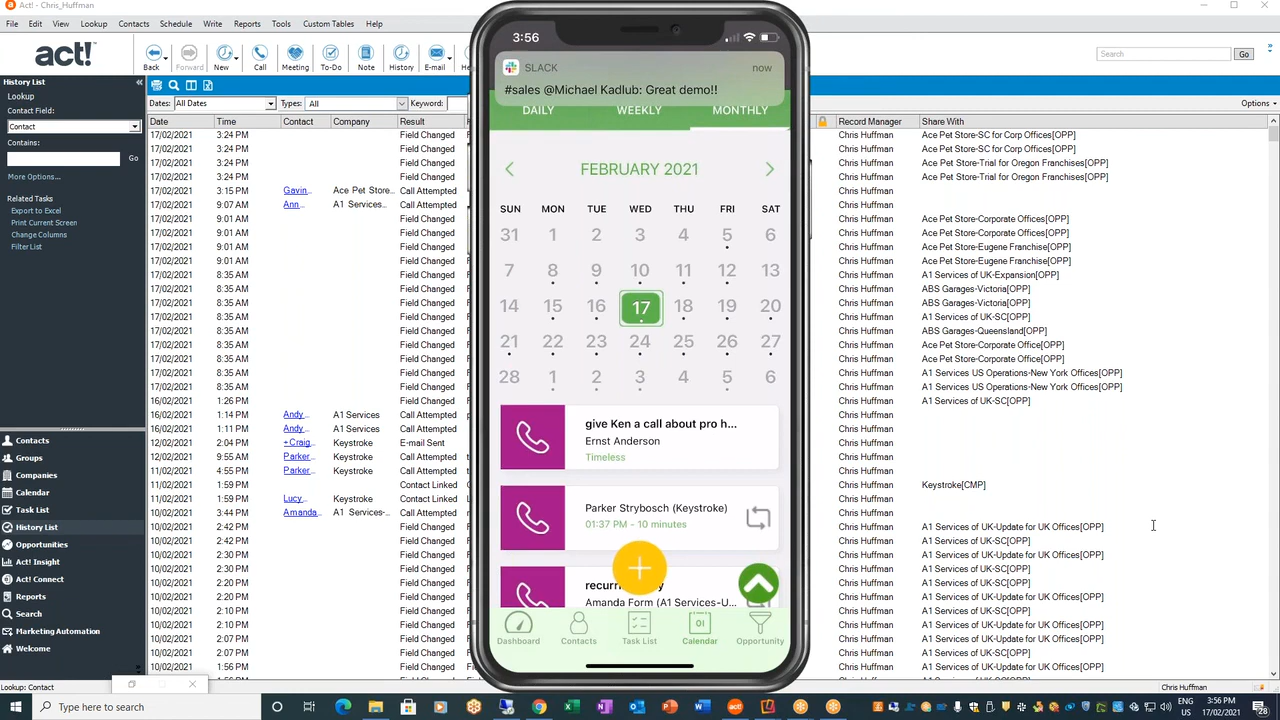 Act! - Chris_Huffman
File Edit View Lookup Contacts Schedule Write Reports Tools Custom Tables Help
act!
Back Forward New Call Meeting To-Do Note History E-mail
Search Go
History List
Lookup
Contact Field:
Contact
Contains:
Go
More Options...
Related Tasks
Export to Excel
Print Current Screen
Change Columns
Filter List
Contacts
Groups
Companies
Calendar
Task List
History List
Opportunities
Act! Insight
Act! Connect
Reports
Search
Marketing Automation
Welcome
Lookup: Contact
Dates: All Dates Types: All Keyword:
Options
Date Time Contact Company Result Record Manager Share With
17/02/2021 3:24 PM Field Changed Chris Huffman Ace Pet Store-SC for Corp Offices[OPP]
17/02/2021 3:24 PM Field Changed Chris Huffman Ace Pet Store-SC for Corp Offices[OPP]
17/02/2021 3:24 PM Field Changed Chris Huffman Ace Pet Store-Trial for Oregon Franchises[OPP]
17/02/2021 3:24 PM Field Changed Chris Huffman Ace Pet Store-Trial for Oregon Franchises[OPP]
17/02/2021 3:15 PM Gavin... Ace Pet Store... Call Attempted Chris Huffman
17/02/2021 9:07 AM Ann... A1 Services... Call Attempted Chris Huffman
17/02/2021 9:01 AM Field Changed Chris Huffman Ace Pet Store-Corporate Offices[OPP]
17/02/2021 9:01 AM Field Changed Chris Huffman Ace Pet Store-Corporate Offices[OPP]
17/02/2021 9:01 AM Field Changed Chris Huffman Ace Pet Store-Eugene Franchise[OPP]
17/02/2021 9:01 AM Field Changed Chris Huffman Ace Pet Store-Eugene Franchise[OPP]
17/02/2021 8:35 AM Field Changed Chris Huffman A1 Services of UK-Expansion[OPP]
17/02/2021 8:35 AM Field Changed Chris Huffman ABS Garages-Victoria[OPP]
17/02/2021 8:35 AM Field Changed Chris Huffman ABS Garages-Victoria[OPP]
17/02/2021 8:35 AM Field Changed Chris Huffman A1 Services of UK-SC[OPP]
17/02/2021 8:35 AM Field Changed Chris Huffman ABS Garages-Queensland[OPP]
17/02/2021 8:35 AM Field Changed Chris Huffman Ace Pet Store-Corporate Office[OPP]
17/02/2021 8:35 AM Field Changed Chris Huffman Ace Pet Store-Corporate Office[OPP]
17/02/2021 8:35 AM Field Changed Chris Huffman A1 Services US Operations-New York Offices[OPP]
17/02/2021 8:35 AM Field Changed Chris Huffman A1 Services US Operations-New York Offices[OPP]
16/02/2021 1:26 PM Field Changed Chris Huffman A1 Services of UK-SC[OPP]
16/02/2021 1:14 PM Andy... A1 Services Call Attempted Chris Huffman
16/02/2021 1:11 PM Andy... A1 Services Call Attempted Chris Huffman
12/02/2021 2:04 PM +Craig... Keystroke E-mail Sent Chris Huffman
12/02/2021 9:55 AM Parker... Keystroke Call Attempted Chris Huffman
11/02/2021 4:55 PM Parker... Keystroke Call Attempted Chris Huffman
11/02/2021 1:59 PM Contact Linked Chris Huffman Keystroke[CMP]
11/02/2021 1:59 PM Lucy... Keystroke Call Attempted Chris Huffman
10/02/2021 3:44 PM Amanda... A1 Services-... Call Attempted Chris Huffman
10/02/2021 2:42 PM Field Changed Chris Huffman A1 Services of UK-Update for UK Offices[OPP]
10/02/2021 2:30 PM Field Changed Chris Huffman A1 Services of UK-SC[OPP]
10/02/2021 2:30 PM Field Changed Chris Huffman A1 Services of UK-Update for UK Offices[OPP]
10/02/2021 2:20 PM Field Changed Chris Huffman A1 Services of UK-SC[OPP]
10/02/2021 2:20 PM Field Changed Chris Huffman A1 Services of UK-Update for UK Offices[OPP]
10/02/2021 2:10 PM Field Changed Chris Huffman A1 Services of UK-SC[OPP]
10/02/2021 2:10 PM Field Changed Chris Huffman A1 Services of UK-Update for UK Offices[OPP]
10/02/2021 2:07 PM Field Changed Chris Huffman A1 Services of UK-SC[OPP]
10/02/2021 2:07 PM Field Changed Chris Huffman A1 Services of UK-Update for UK Offices[OPP]
10/02/2021 2:07 PM Field Changed Chris Huffman A1 Services of UK-SC[OPP]
10/02/2021 1:56 PM Field Changed Chris Huffman A1 Services of UK-Update for UK Offices[OPP]
3:56
SLACK now
#sales @Michael Kadlub: Great demo!!
DAILY WEEKLY MONTHLY
FEBRUARY 2021
SUN MON TUE WED THU FRI SAT
31 1 2 3 4 5 6
7 8 9 10 11 12 13
14 15 16 17 18 19 20
21 22 23 24 25 26 27
28 1 2 3 4 5 6
give Ken a call about pro h...
Ernst Anderson
Timeless
Parker Strybosch (Keystroke)
01:37 PM - 10 minutes
Amanda Form (A1 Services-U...
Dashboard Contacts Task List Calendar Opportunity
Chris Huffman
Type here to search
ENG
US
3:56 PM
17/02/2021
28